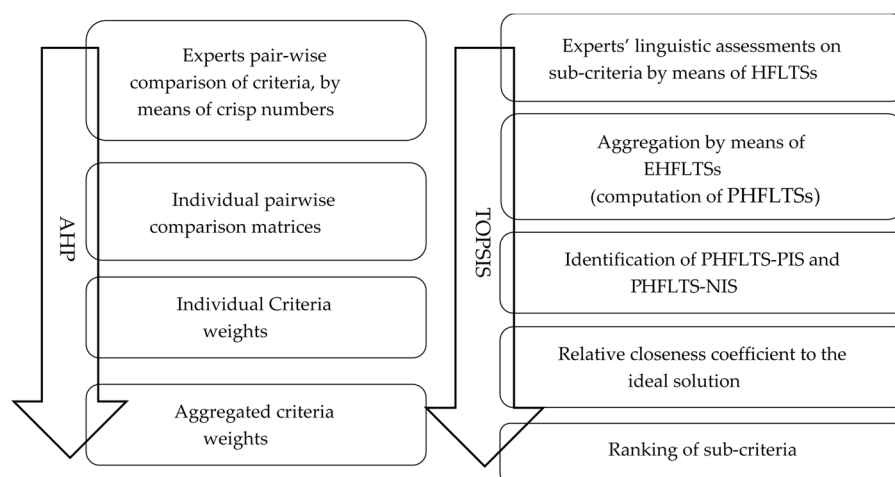 AHP
Experts pair-wise
comparison of criteria, by
means of crisp numbers
Individual pairwise
comparison matrices
Individual Criteria
weights
Aggregated criteria
weights
TOPSIS
Experts’ linguistic assessments on
sub-criteria by means of HFLTSs
Aggregation by means of
EHFLTSs
(computation of PHFLTSs)
Identification of PHFLTS-PIS and
PHFLTS-NIS
Relative closeness coefficient to the
ideal solution
Ranking of sub-criteria